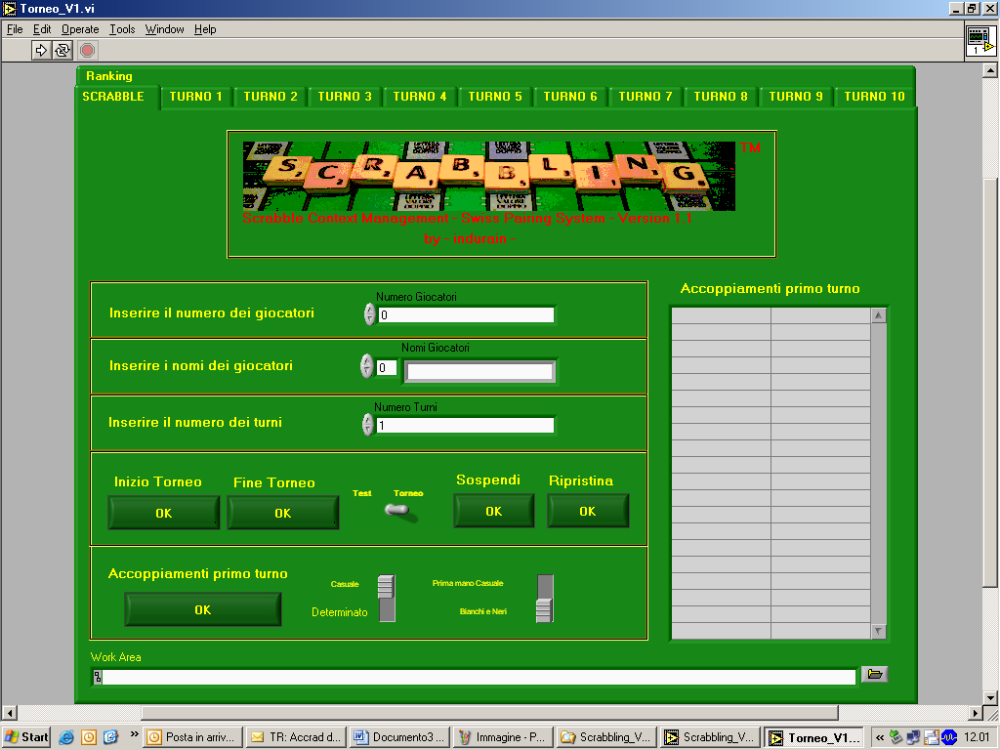 Torneo_V1.vi
File Edit Operate Tools Window Help
1
Ranking
SCRABBLE TURNO 1 TURNO 2 TURNO 3 TURNO 4 TURNO 5 TURNO 6 TURNO 7 TURNO 8 TURNO 9 TURNO 10
SCRABBLING TM
Scrabble Context Management - Swiss Pairing System - Version 1.1
by - indurain -
Accoppiamenti primo turno
Numero Giocatori
Inserire il numero dei giocatori 0
Nomi Giocatori
Inserire i nomi dei giocatori 0
Numero Turni
Inserire il numero dei turni 1
Inizio Torneo Fine Torneo Test Torneo Sospendi Ripristina
OK OK OK OK
Accoppiamenti primo turno
Casuale Prima mano Casuale
OK Determinato Bianchi e Neri
Work Area
Start Posta in arriv... TR: Accrad d... Documento3 ... Immagine - P... Scrabbling_V... Scrabbling_V... Torneo_V1... 12.01